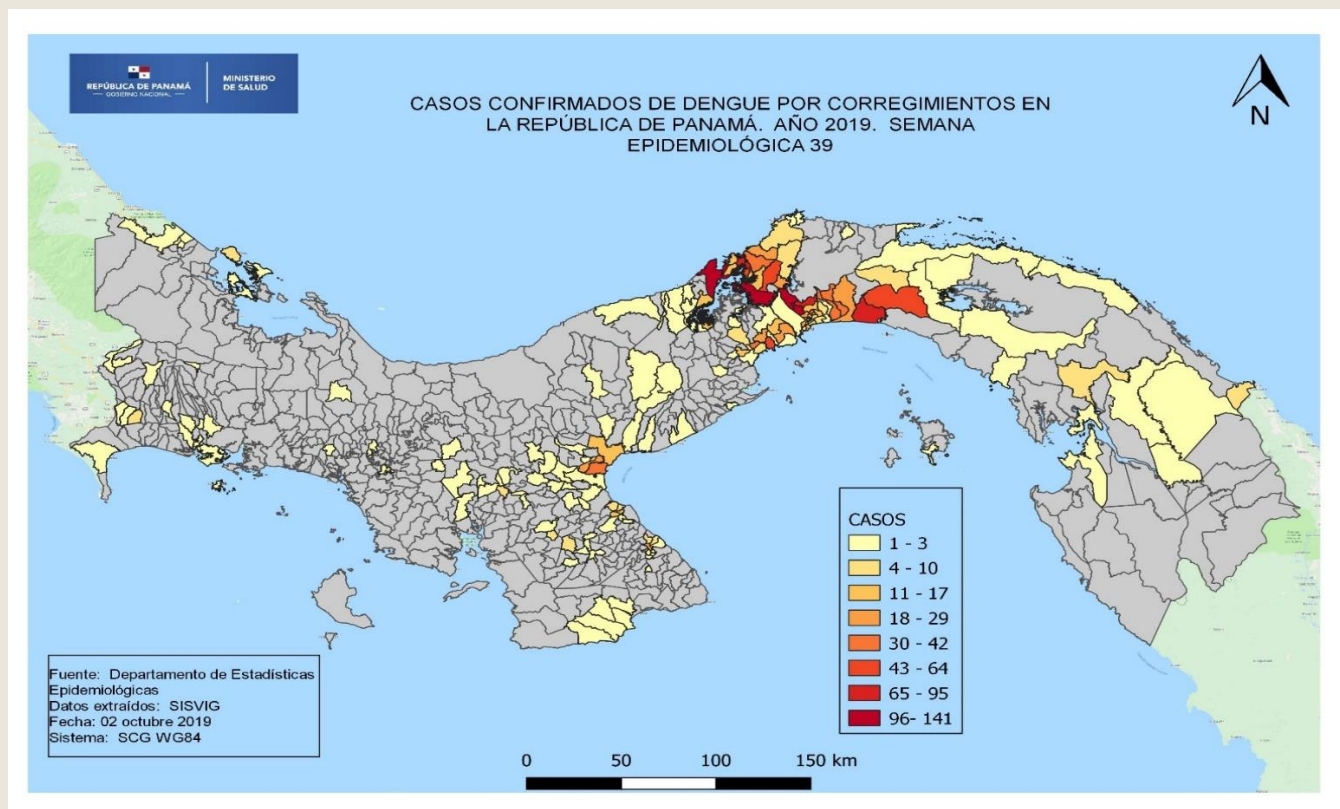 REPÚBLICA DE PANAMÁ
— GOBIERNO NACIONAL —
MINISTERIO
DE SALUD
CASOS CONFIRMADOS DE DENGUE POR CORREGIMIENTOS EN
LA REPÚBLICA DE PANAMÁ. AÑO 2019. SEMANA
EPIDEMIOLÓGICA 39
N
CASOS
1 - 3
4 - 10
11 - 17
18 - 29
30 - 42
43 - 64
65 - 95
96- 141
Fuente: Departamento de Estadísticas
Epidemiológicas
Datos extraídos: SISVIG
Fecha: 02 octubre 2019
Sistema: SCG WG84
0 50 100 150 km